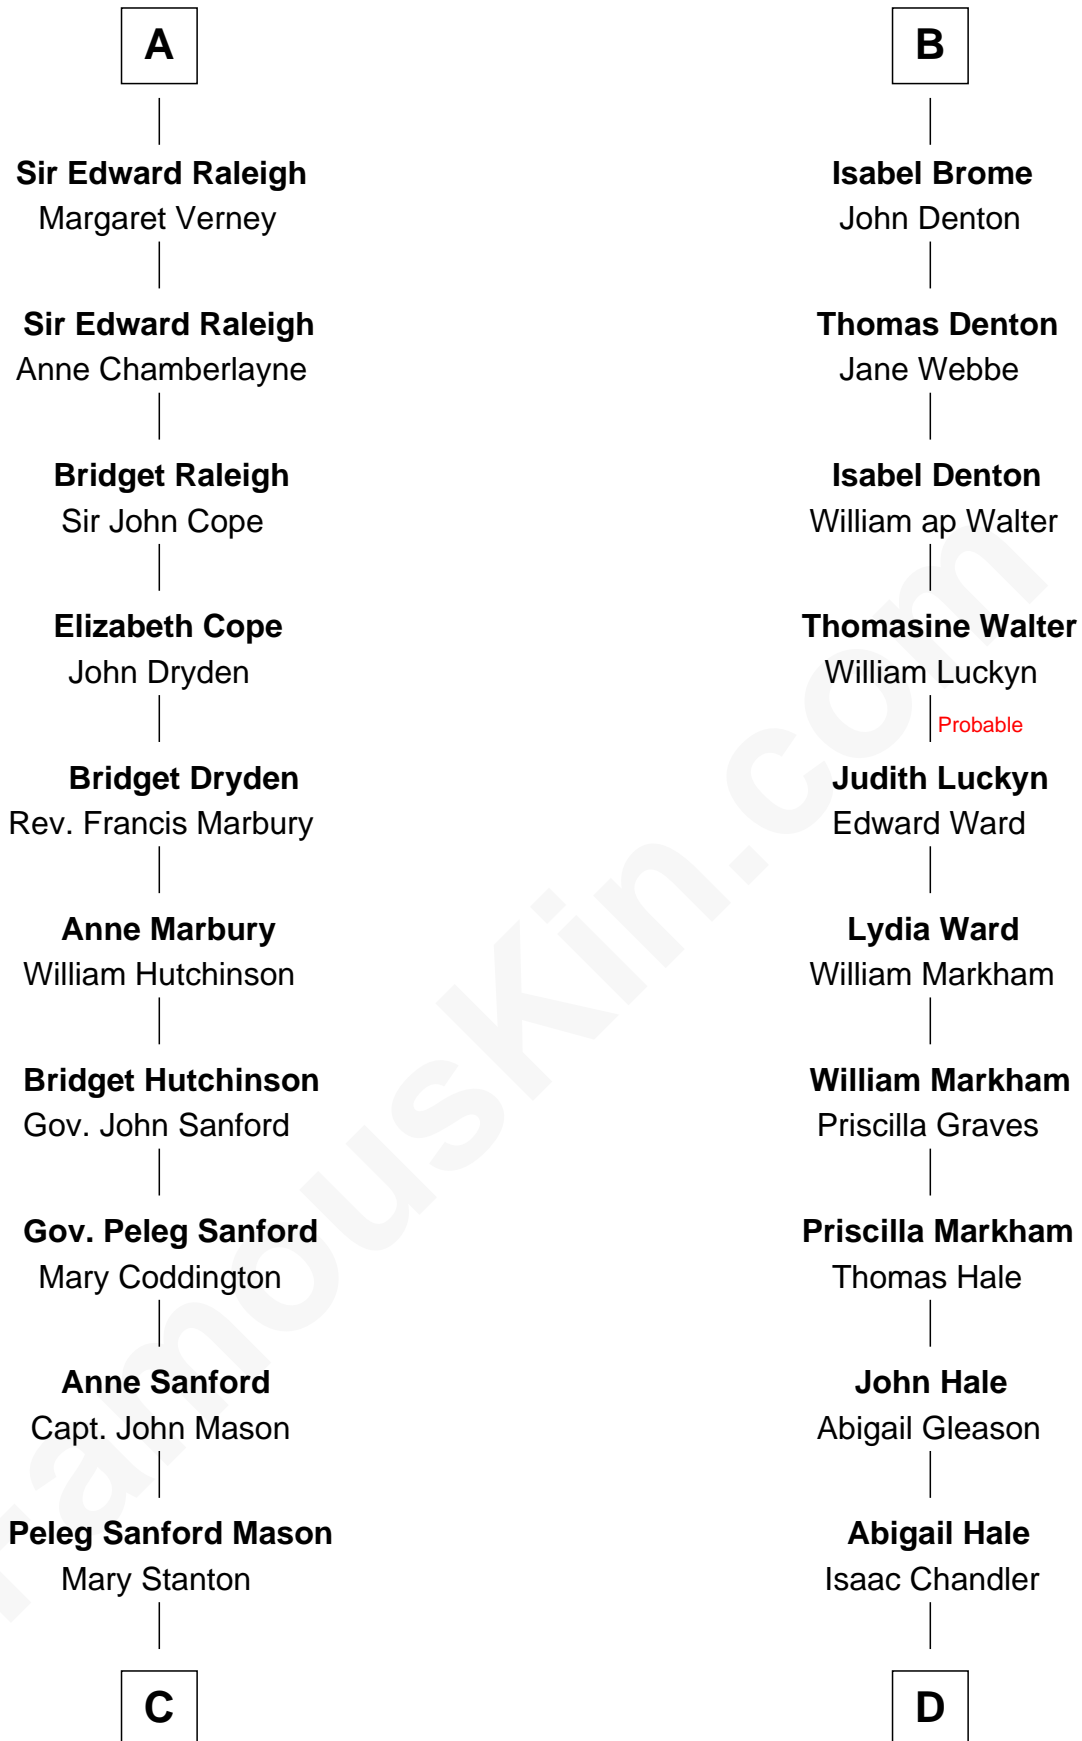 A
Sir Edward Raleigh
Margaret Verney
Sir Edward Raleigh
Anne Chamberlayne
Bridget Raleigh
Sir John Cope
Elizabeth Cope
John Dryden
Bridget Dryden
Rev. Francis Marbury
Anne Marbury
William Hutchinson
Bridget Hutchinson
Gov. John Sanford
Gov. Peleg Sanford
Mary Coddington
Anne Sanford
Capt. John Mason
Peleg Sanford Mason
Mary Stanton
C
B
Isabel Brome
John Denton
Thomas Denton
Jane Webbe
Isabel Denton
William ap Walter
Thomasine Walter
William Luckyn
Probable
Judith Luckyn
Edward Ward
Lydia Ward
William Markham
William Markham
Priscilla Graves
Priscilla Markham
Thomas Hale
John Hale
Abigail Gleason
Abigail Hale
Isaac Chandler
D
FamousKin.com